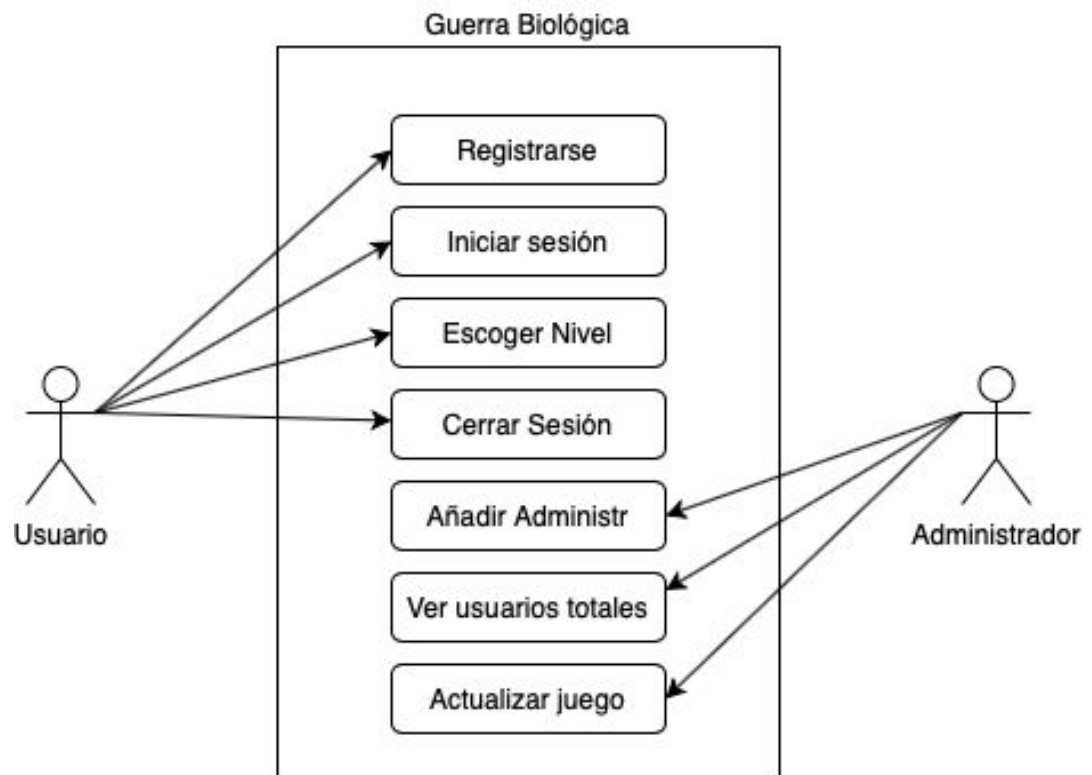 Guerra Biológica
Registrarse
Iniciar sesión
Escoger Nivel
Cerrar Sesión
Usuario
Añadir Administr
Administrador
Ver usuarios totales
Actualizar juego